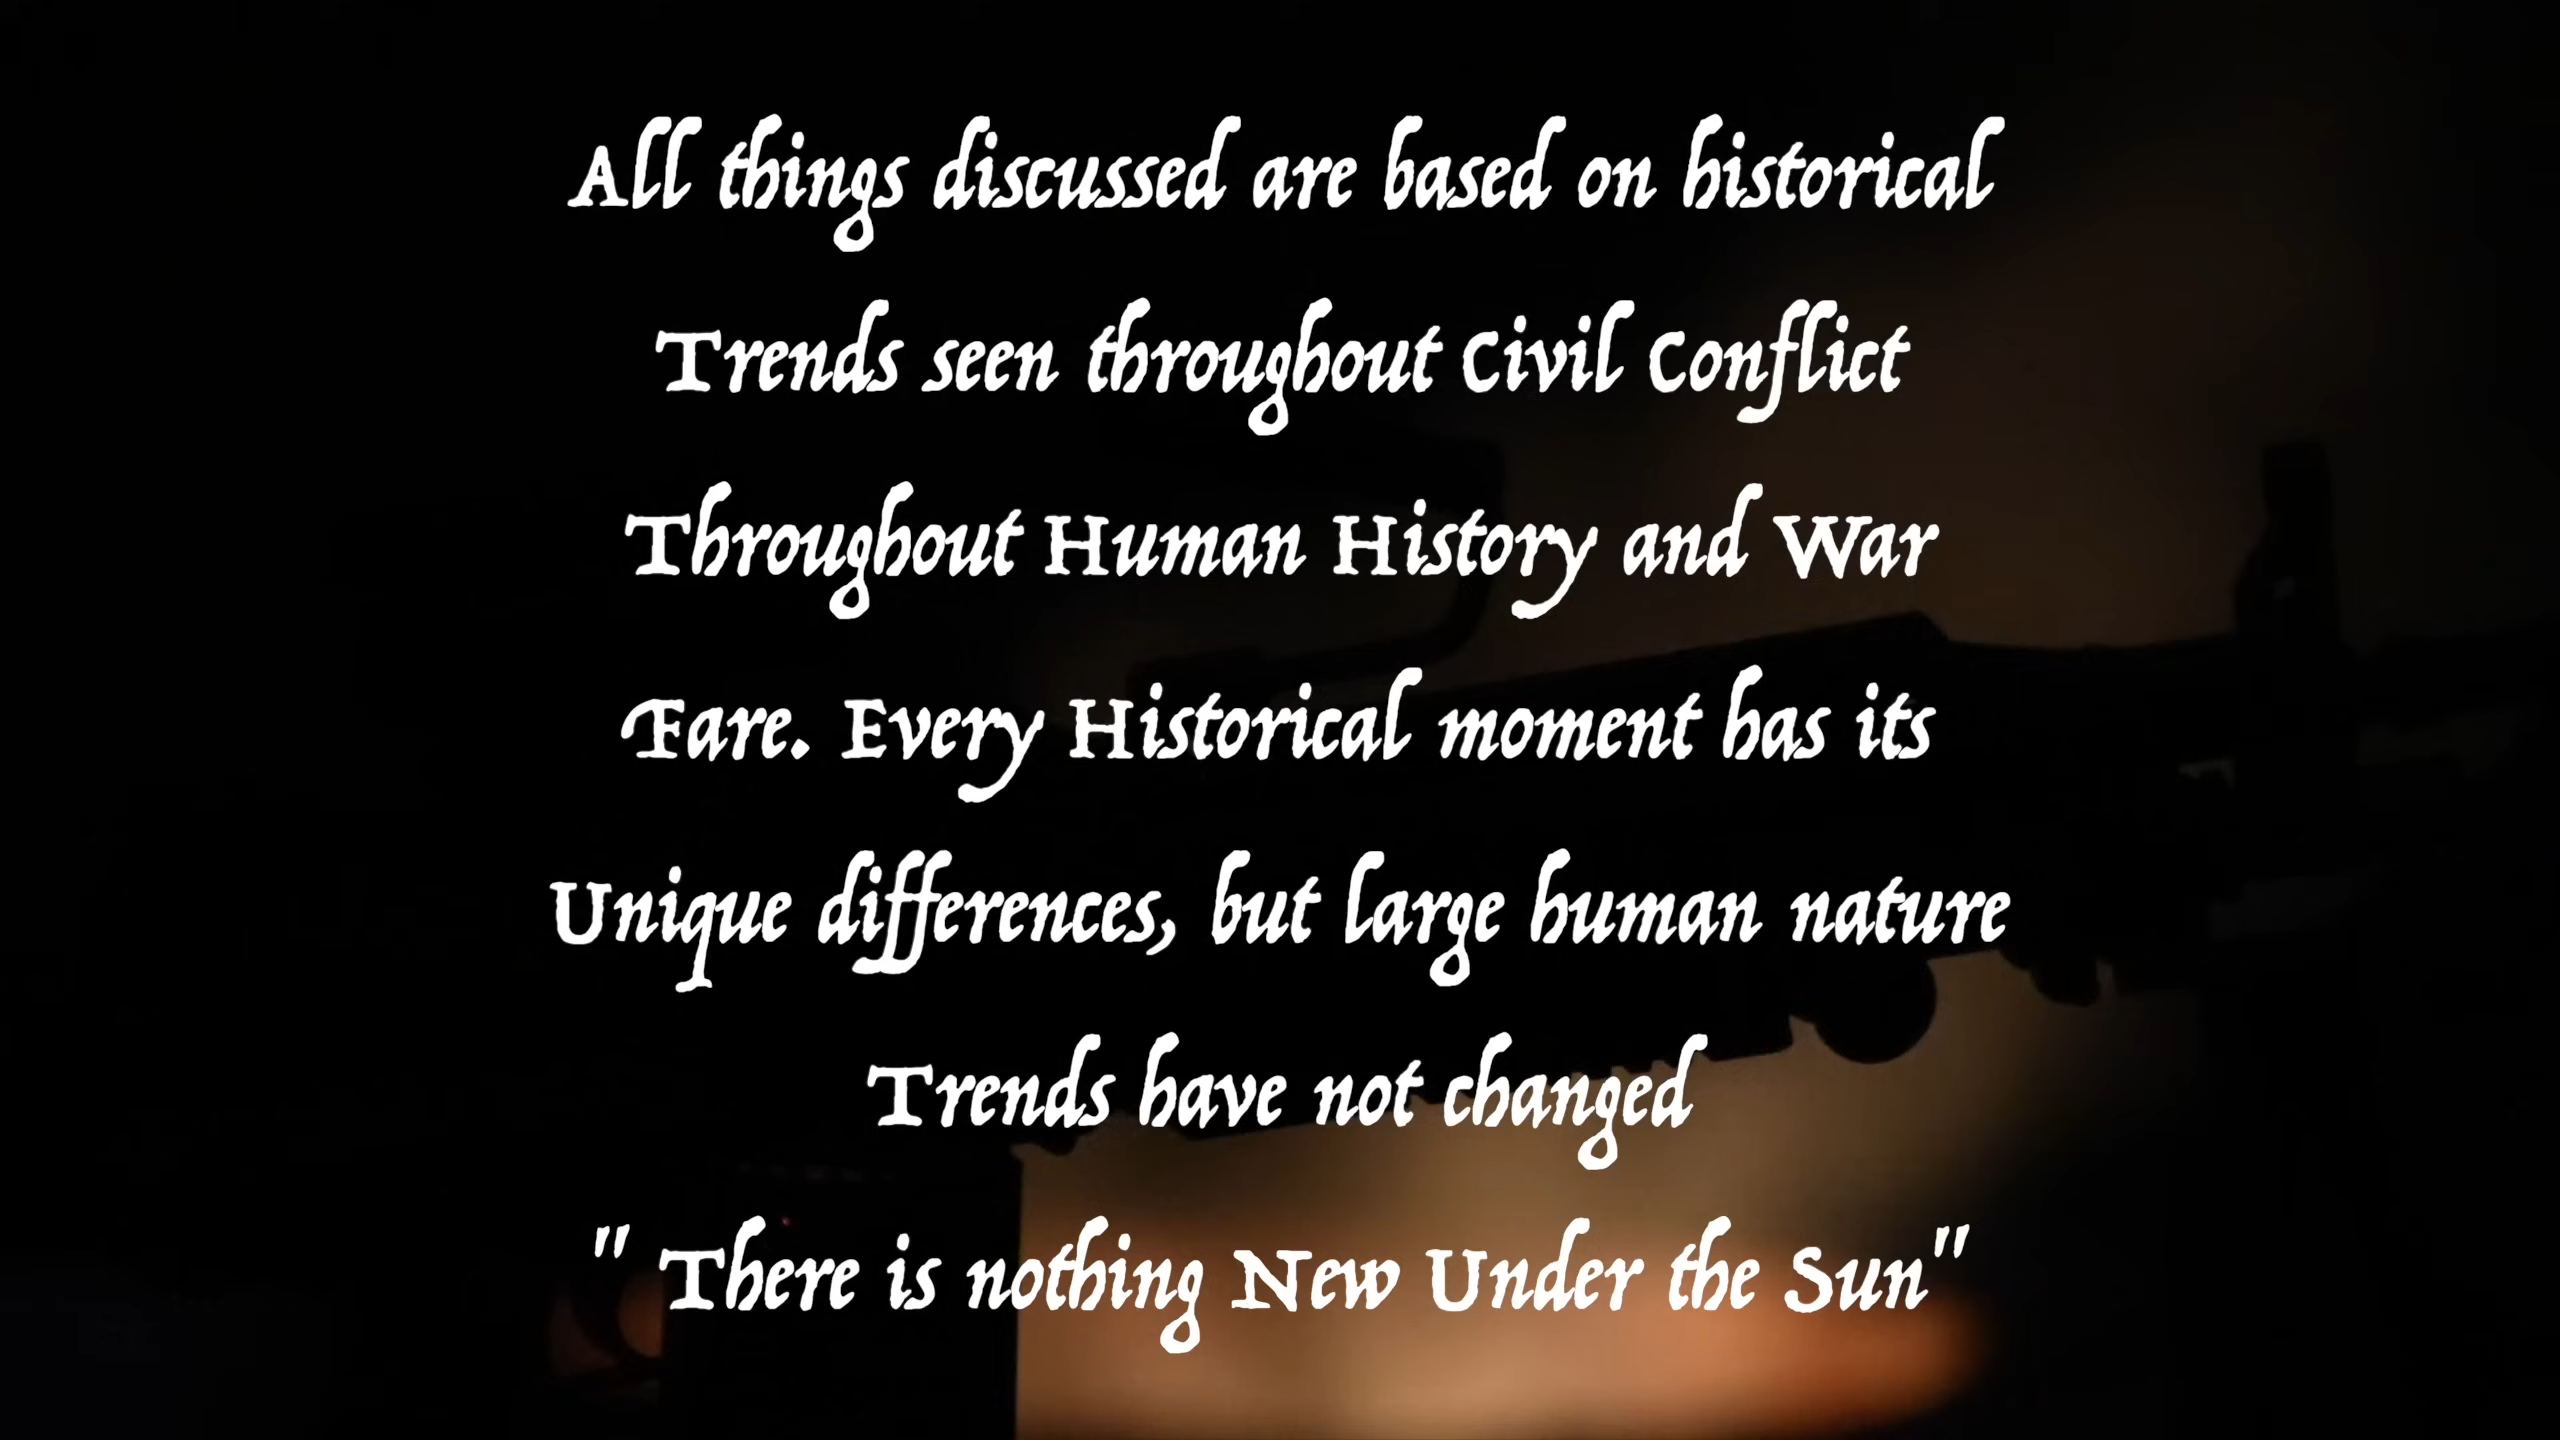 All things discussed are based on historical
Trends seen throughout Civil Conflict
Throughout Human History and War
Fare. Every Historical moment has its
Unique differences, but large human nature
Trends have not changed
" There is nothing New Under the Sun"